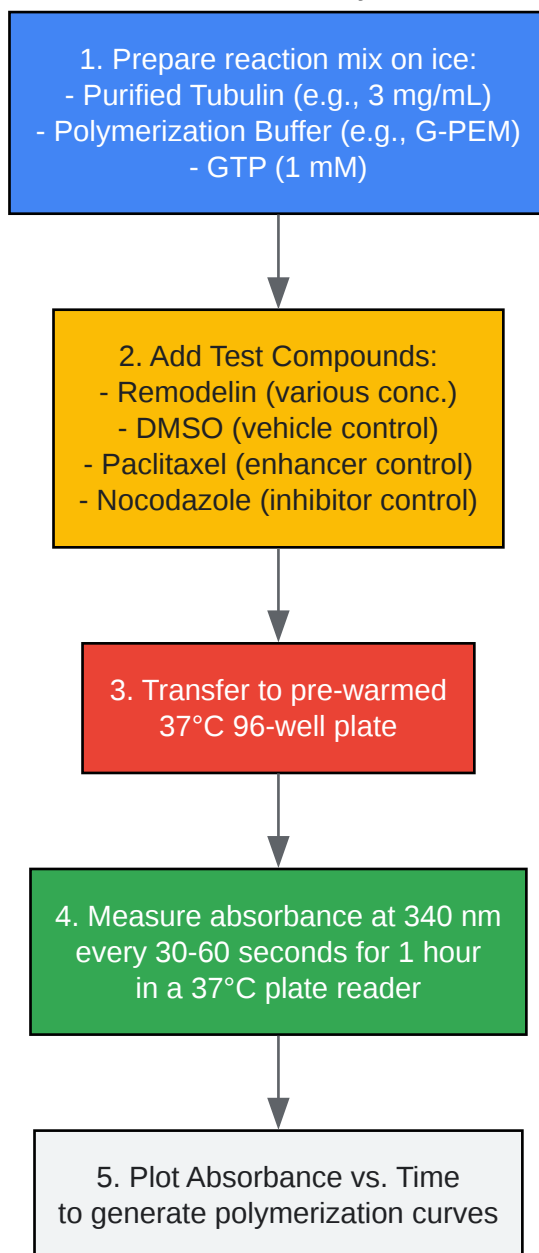 1. Prepare reaction mix on ice:
- Purified Tubulin (e.g., 3 mg/mL)
- Polymerization Buffer (e.g., G-PEM)
- GTP (1 mM)
2. Add Test Compounds:
- Remodelin (various conc.)
- DMSO (vehicle control)
- Paclitaxel (enhancer control)
- Nocodazole (inhibitor control)
3. Transfer to pre-warmed
37°C 96-well plate
4. Measure absorbance at 340 nm
every 30-60 seconds for 1 hour
in a 37°C plate reader
5. Plot Absorbance vs. Time
to generate polymerization curves